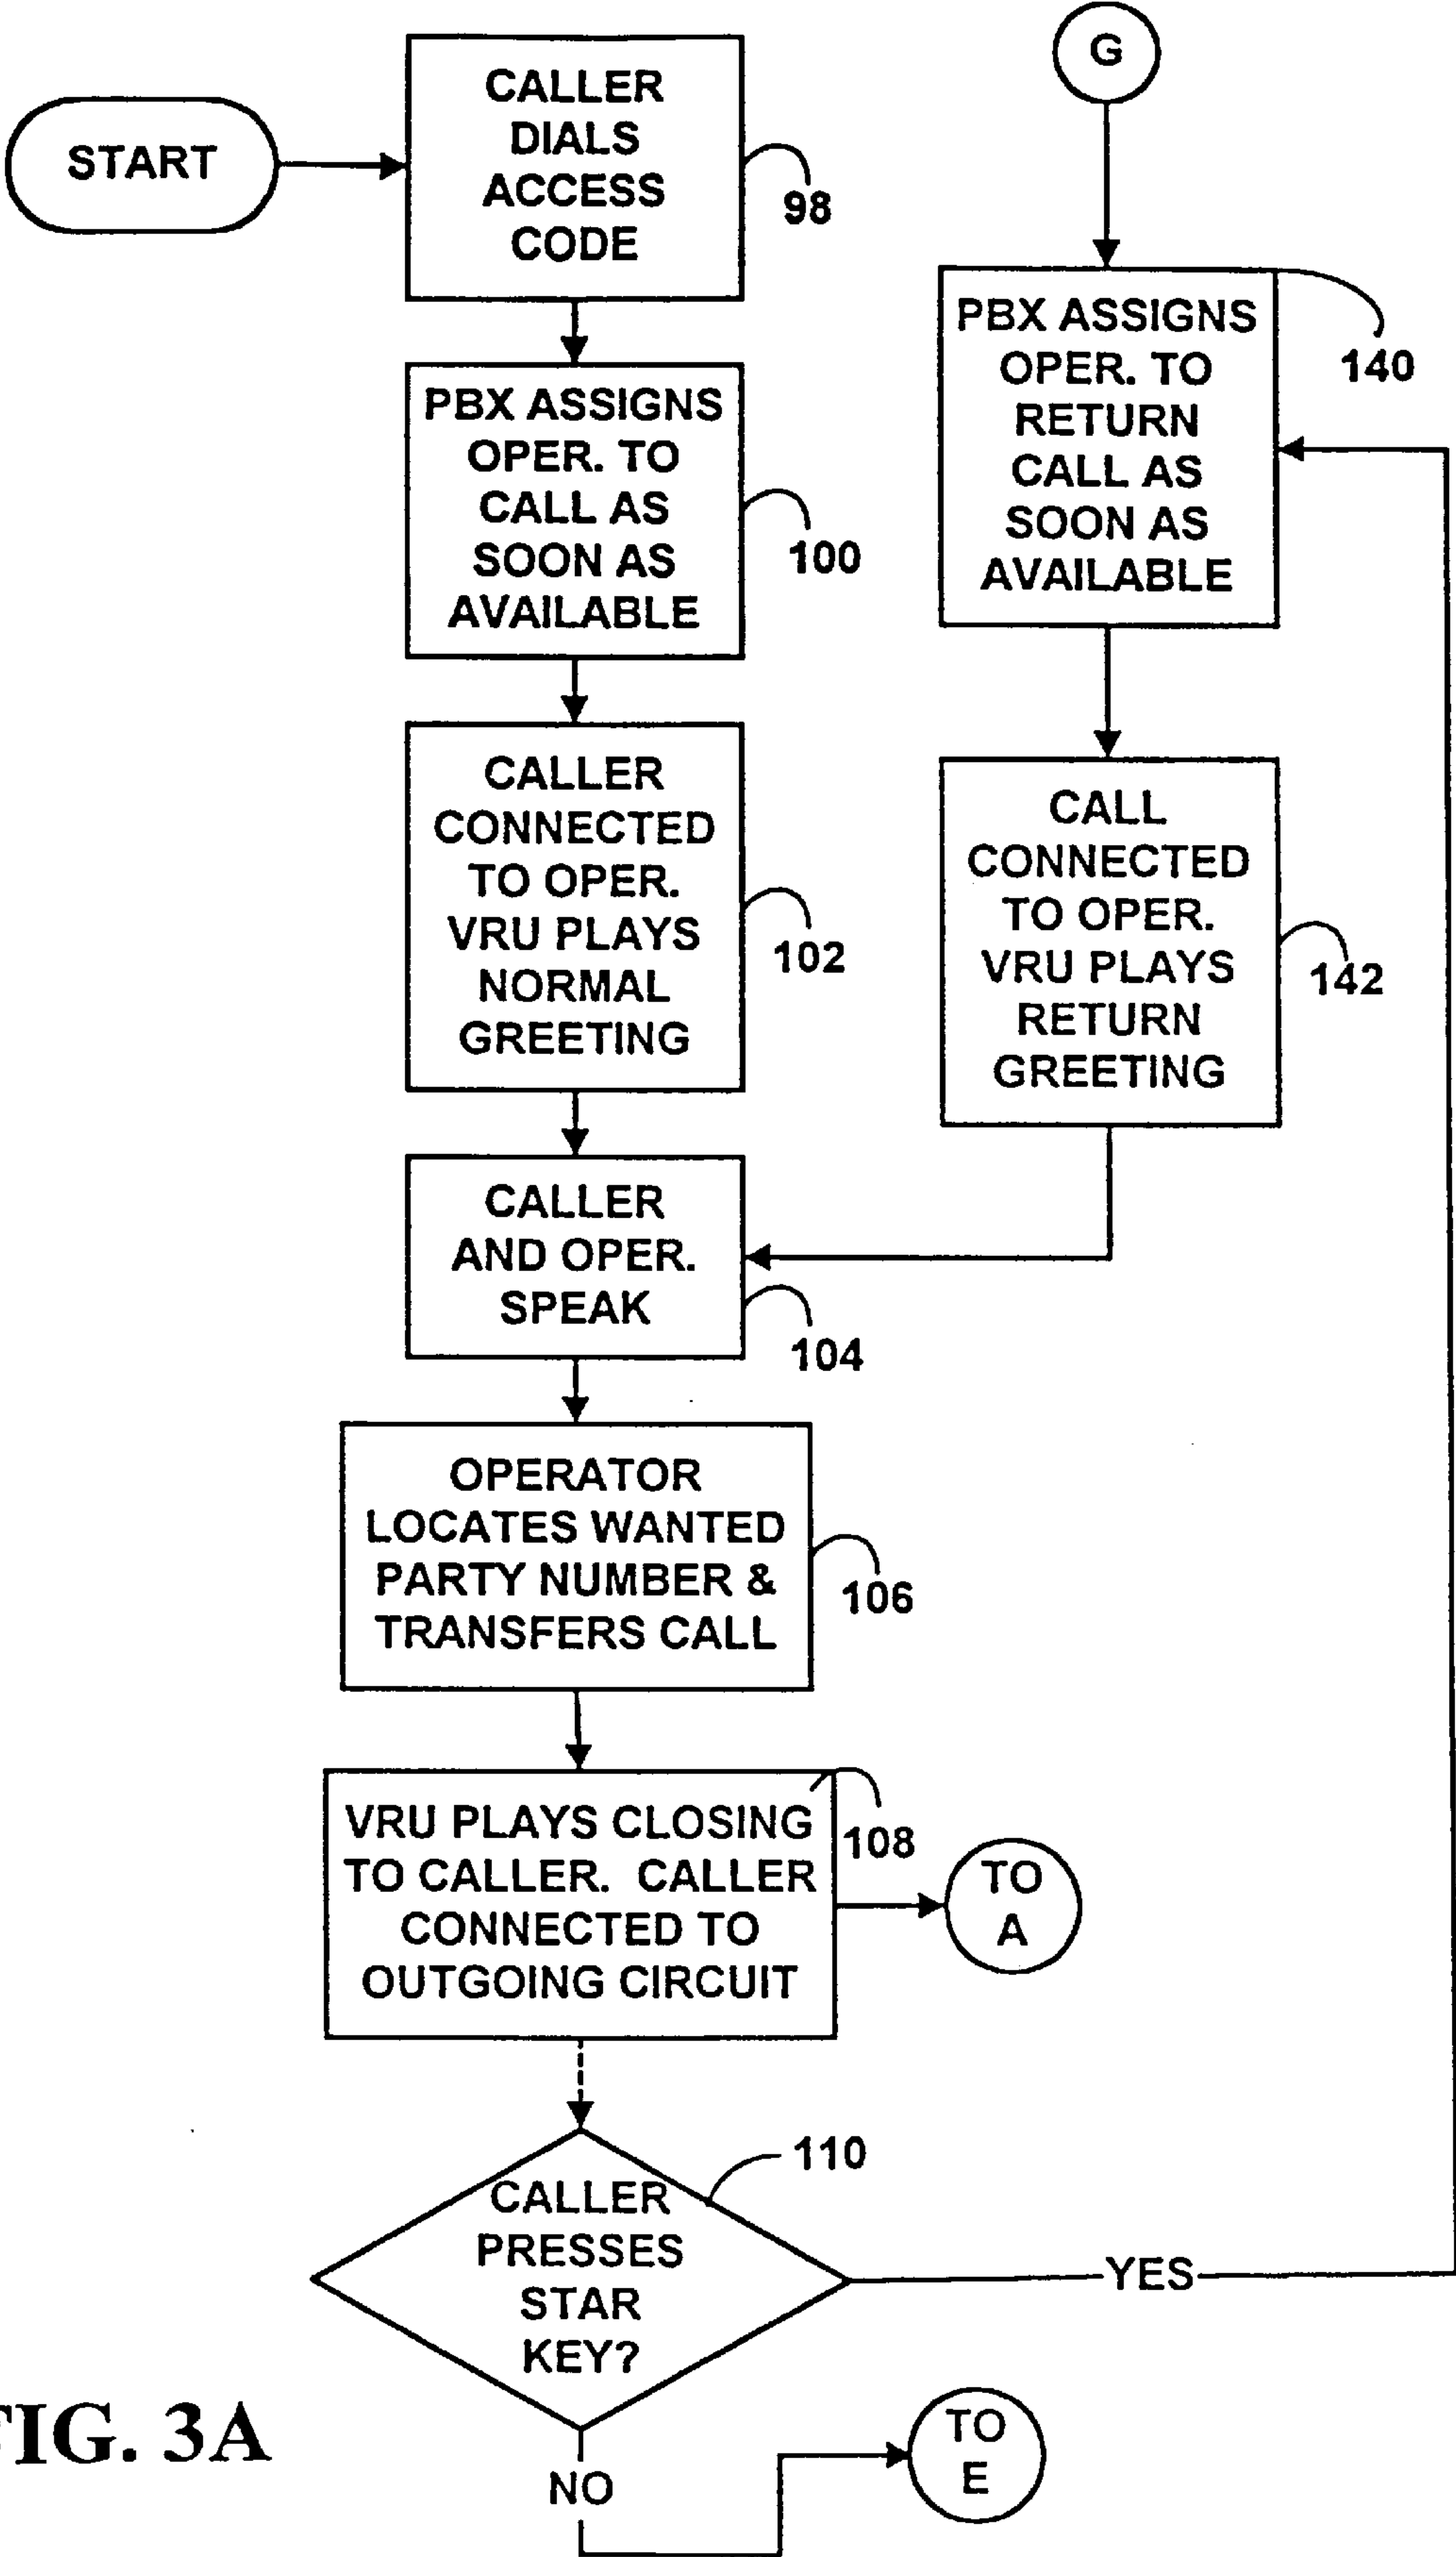 START
CALLER
DIALS
ACCESS
CODE
98
PBX ASSIGNS
OPER. TO
CALL AS
SOON AS
AVAILABLE
100
CALLER
CONNECTED
TO OPER.
VRU PLAYS
NORMAL
GREETING
102
CALLER
AND OPER.
SPEAK
104
OPERATOR
LOCATES WANTED
PARTY NUMBER &
TRANSFERS CALL
106
VRU PLAYS CLOSING
TO CALLER. CALLER
CONNECTED TO
OUTGOING CIRCUIT
108
TO
A
CALLER
PRESSES
STAR
KEY?
110
YES
NO
TO
E
G
PBX ASSIGNS
OPER. TO
RETURN
CALL AS
SOON AS
AVAILABLE
140
CALL
CONNECTED
TO OPER.
VRU PLAYS
RETURN
GREETING
142
FIG. 3A